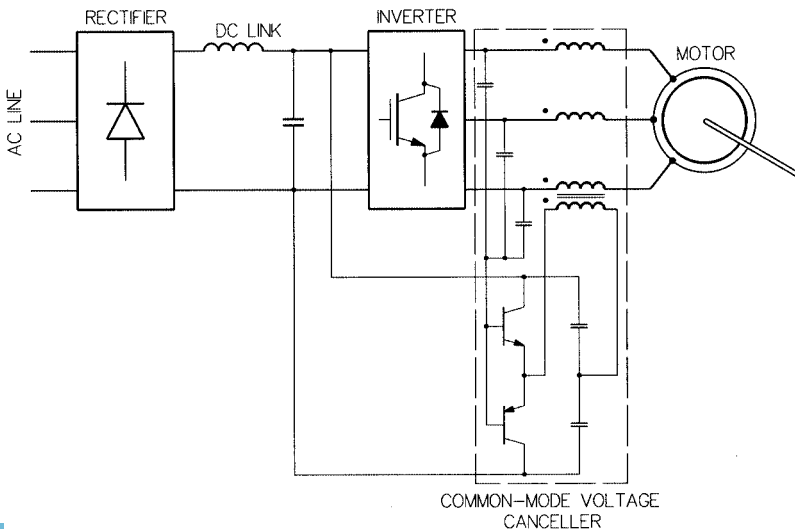 RECTIFIER
DC LINK
INVERTER
MOTOR
AC LINE
COMMON-MODE VOLTAGE
CANCELLER